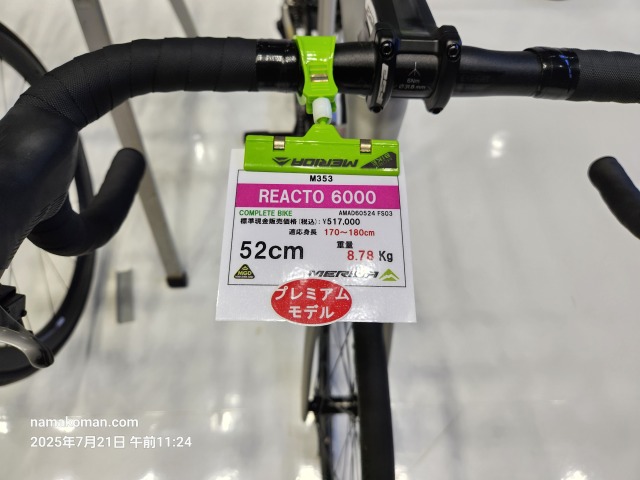 MERIDA
M353
REACTO 6000
COMPLETE BIKE AMAD60524 FS03
標準現金販売価格(税込):¥517,000
適応身長 170～180cm
52cm 重量 8.78 Kg
MERIDA
プレミアム
モデル
namahoman.com
2025年7月21日 午前11:24